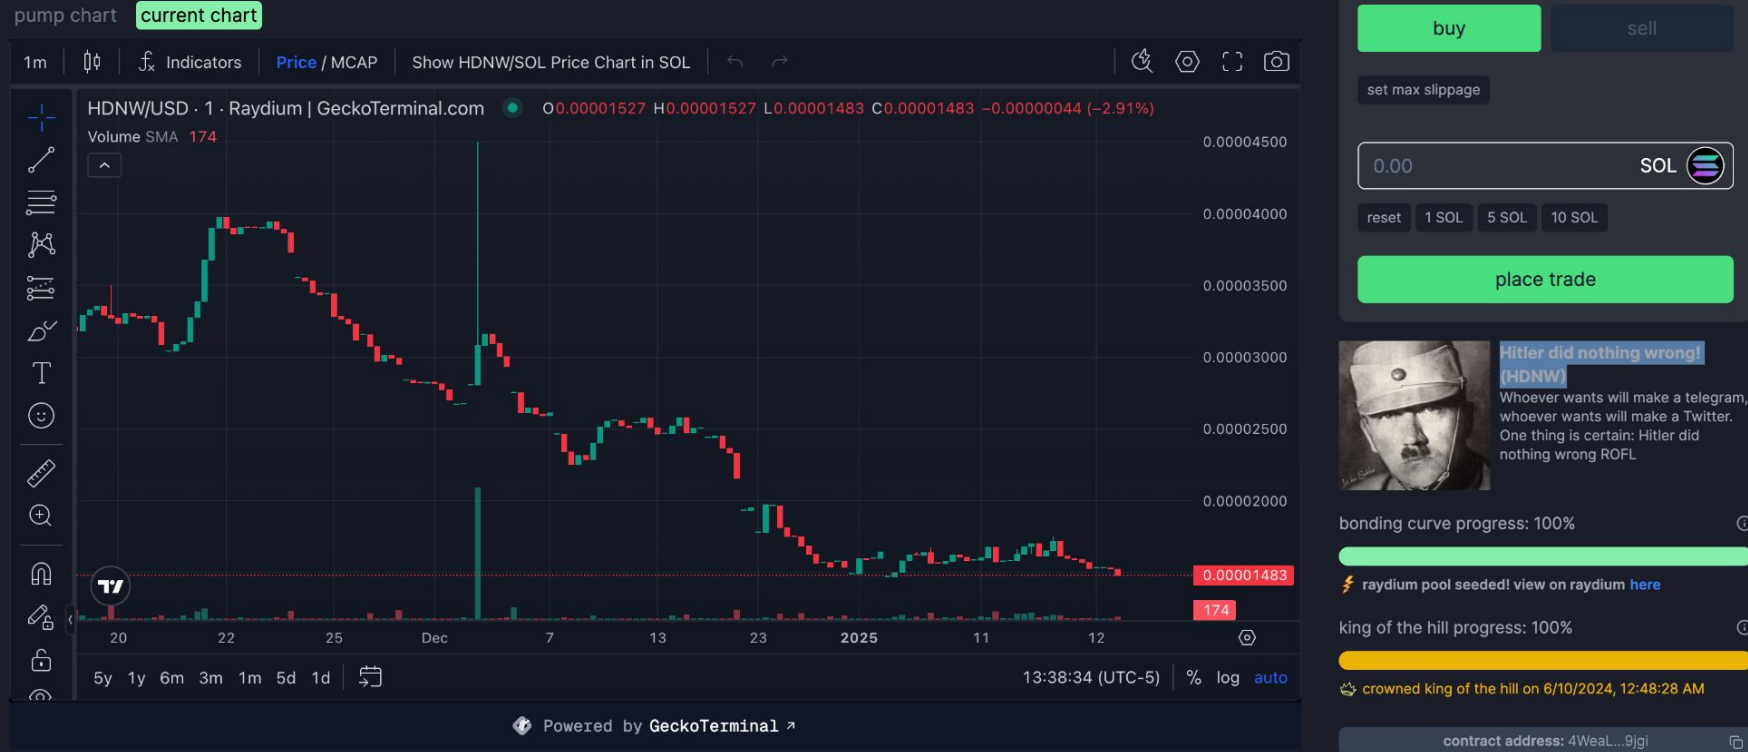 pump chart
current chart
1m
Indicators
Price / MCAP
Show HDNW/SOL Price Chart in SOL
HDNW/USD · 1 · Raydium | GeckoTerminal.com
O0.00001527 H0.00001527 L0.00001483 C0.00001483 −0.00000044 (−2.91%)
Volume SMA 174
0.00004500
0.00004000
0.00003500
0.00003000
0.00002500
0.00002000
0.00001483
174
20 22 25 Dec 7 13 23 2025 11 12
5y 1y 6m 3m 1m 5d 1d
13:38:34 (UTC-5) % log auto
Powered by GeckoTerminal ↗
buy
sell
set max slippage
0.00 SOL
reset 1 SOL 5 SOL 10 SOL
place trade
Hitler did nothing wrong!
(HDNW)
Whoever wants will make a telegram,
whoever wants will make a Twitter.
One thing is certain: Hitler did
nothing wrong ROFL
bonding curve progress: 100%
raydium pool seeded! view on raydium here
king of the hill progress: 100%
crowned king of the hill on 6/10/2024, 12:48:28 AM
contract address: 4WeaL...9jgi